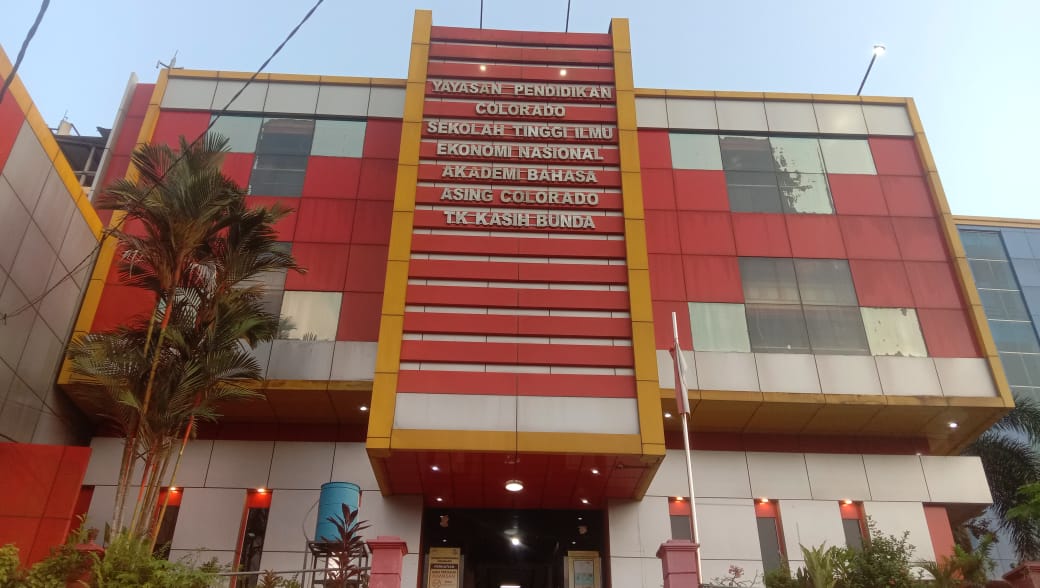 YAYASAN PENDIDIKAN
COLORADO
SEKOLAH TINGGI ILMU
EKONOMI NASIONAL
AKADEMI BAHASA
ASING COLORADO
TK KASIH BUNDA